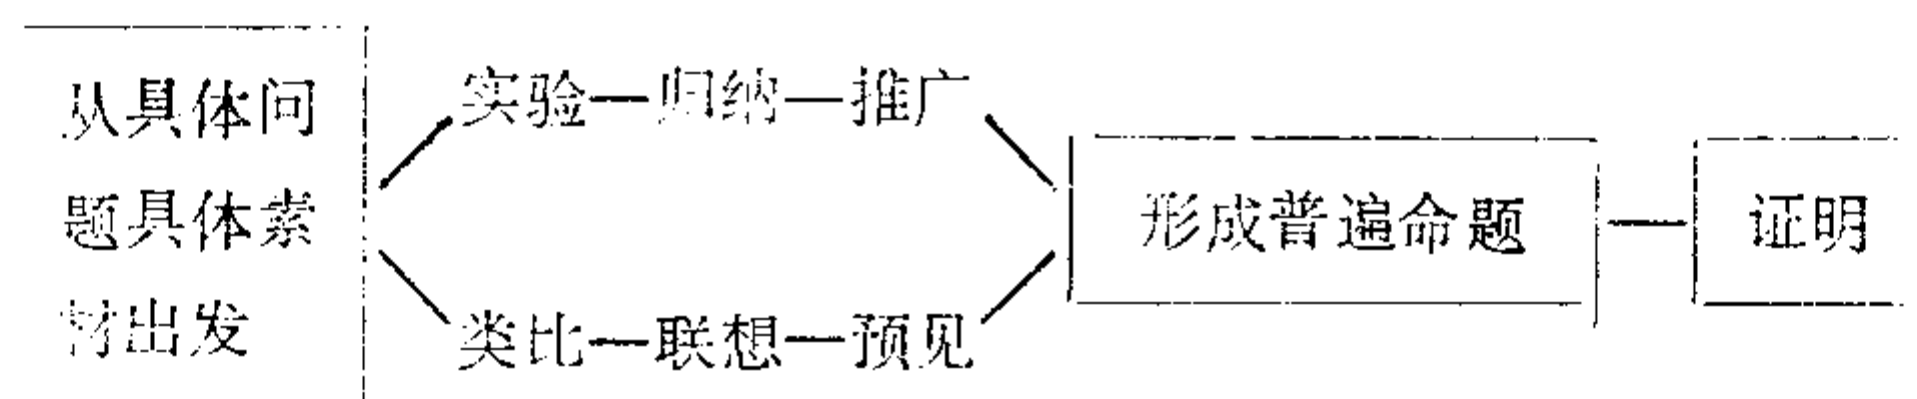 从具体问
题具体素
材出发
实验—归纳—推广
类比—联想—预见
形成普遍命题
证明